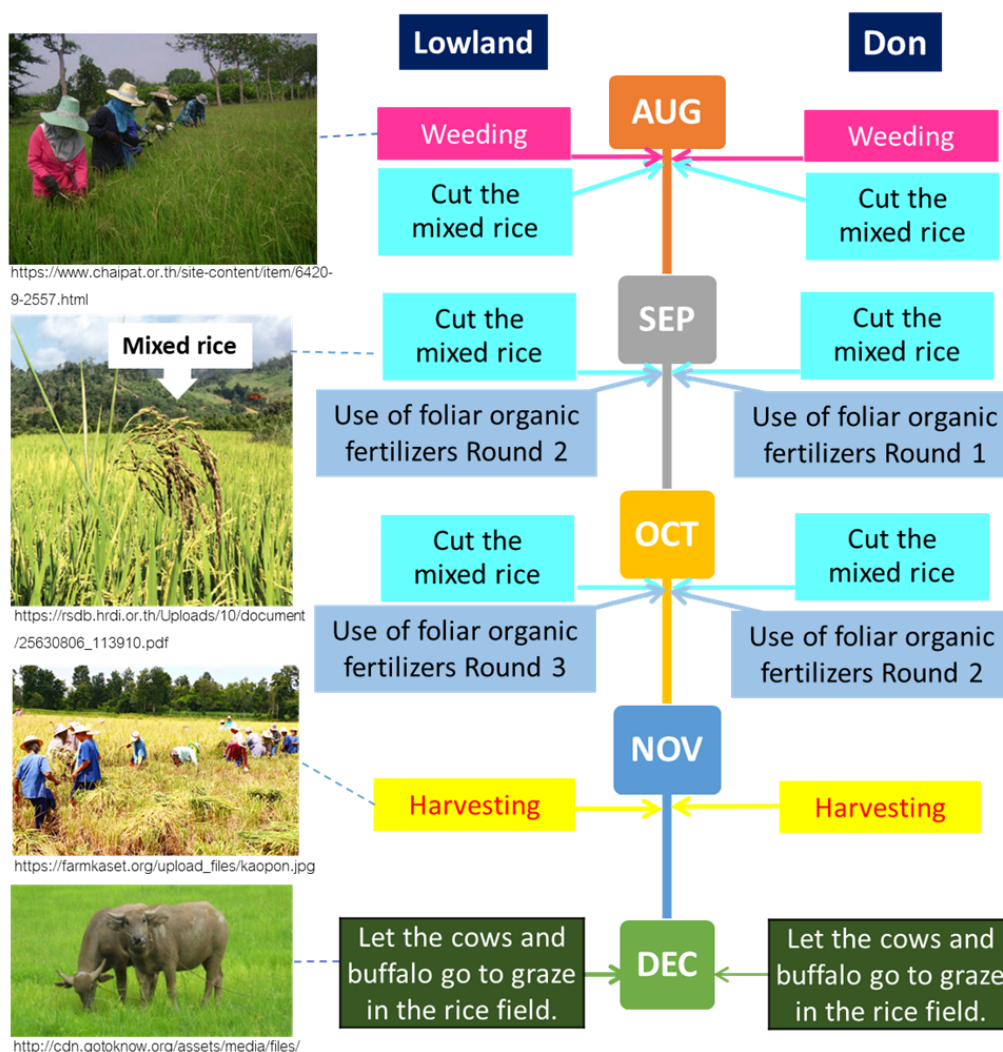 Lowland
Don
AUG
Weeding
Weeding
Cut the
mixed rice
Cut the
mixed rice
https://www.chaipat.or.th/site-content/item/6420-
9-2557.html
SEP
Mixed rice
Cut the
mixed rice
Cut the
mixed rice
Use of foliar organic
fertilizers Round 2
Use of foliar organic
fertilizers Round 1
OCT
Cut the
mixed rice
Cut the
mixed rice
https://rsdb.hrdi.or.th/Uploads/10/document
/25630806_113910.pdf
Use of foliar organic
fertilizers Round 3
Use of foliar organic
fertilizers Round 2
NOV
Harvesting
Harvesting
https://farmkaset.org/upload_files/kaopon.jpg
DEC
Let the cows and
buffalo go to graze
in the rice field.
Let the cows and
buffalo go to graze
in the rice field.
http://cdn.gotoknow.org/assets/media/files/